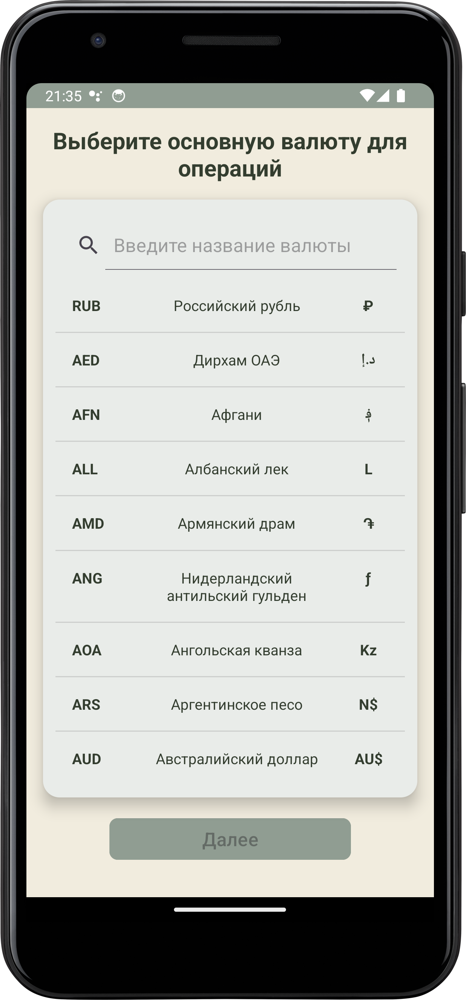 21:35
Выберите основную валюту для
операций
Введите название валюты
RUB Российский рубль ₽
AED Дирхам ОАЭ د.إ
AFN Афгани ؋
ALL Албанский лек L
AMD Армянский драм ֏
ANG Нидерландский ƒ
антильский гульден
AOA Ангольская кванза Kz
ARS Аргентинское песо N$
AUD Австралийский доллар AU$
Далее